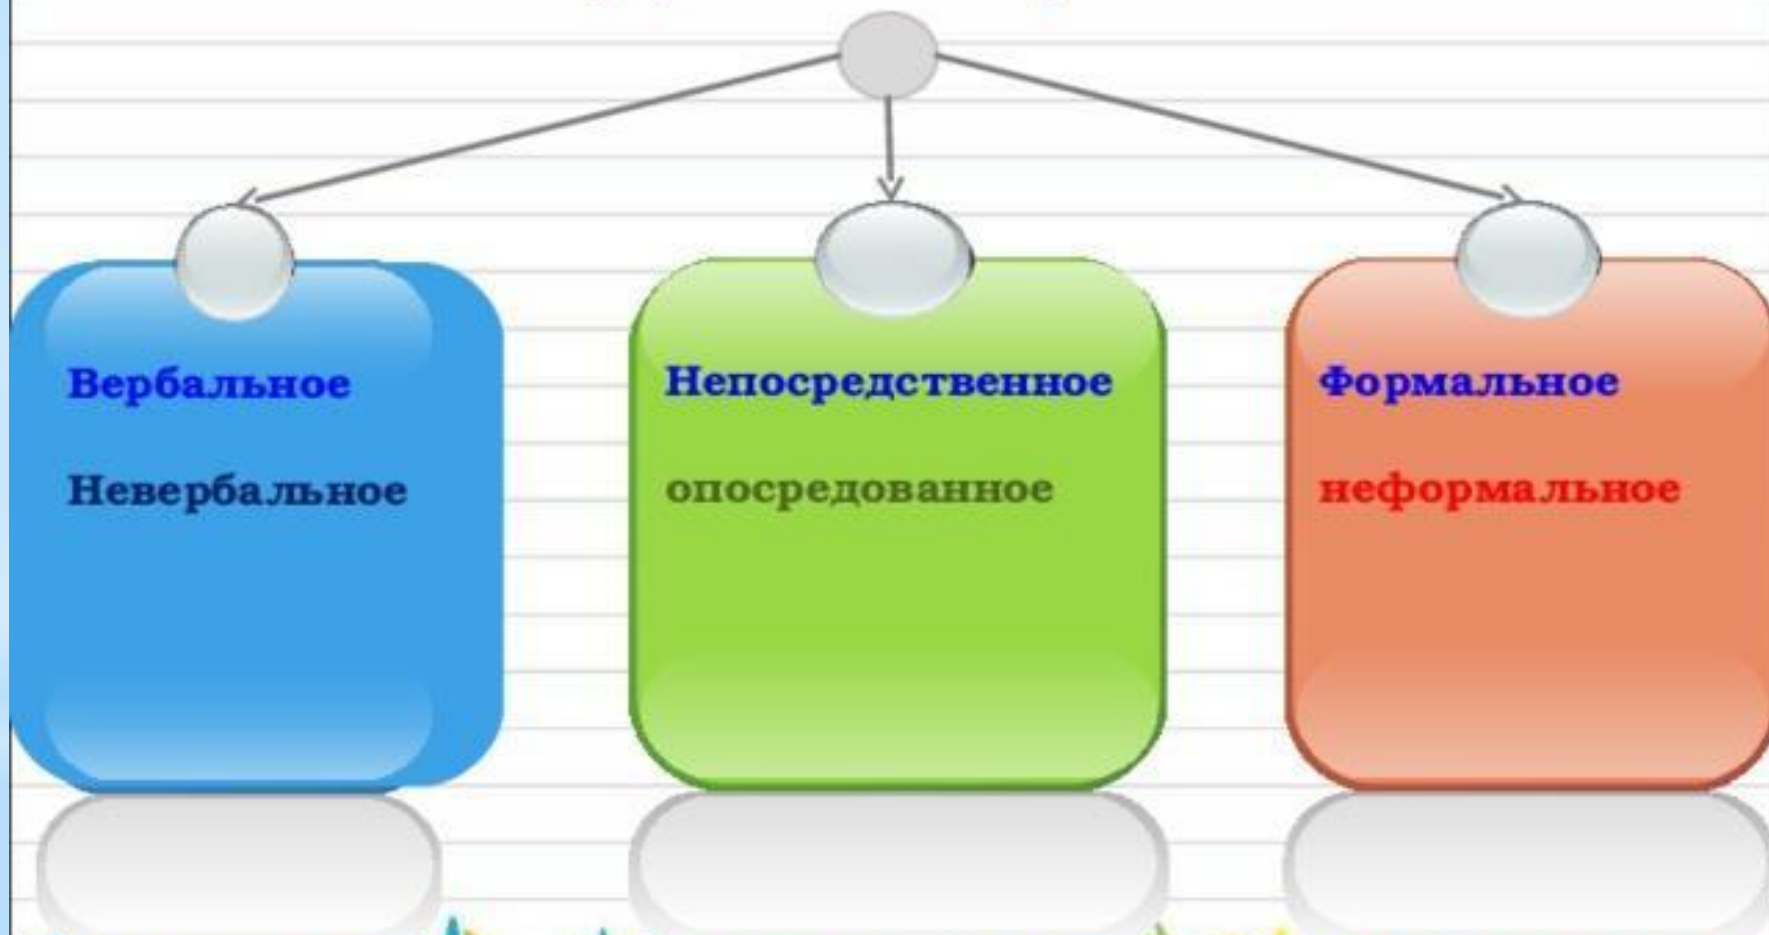 Вербальное
Невербальное
Непосредственное
опосредованное
Формальное
неформальное